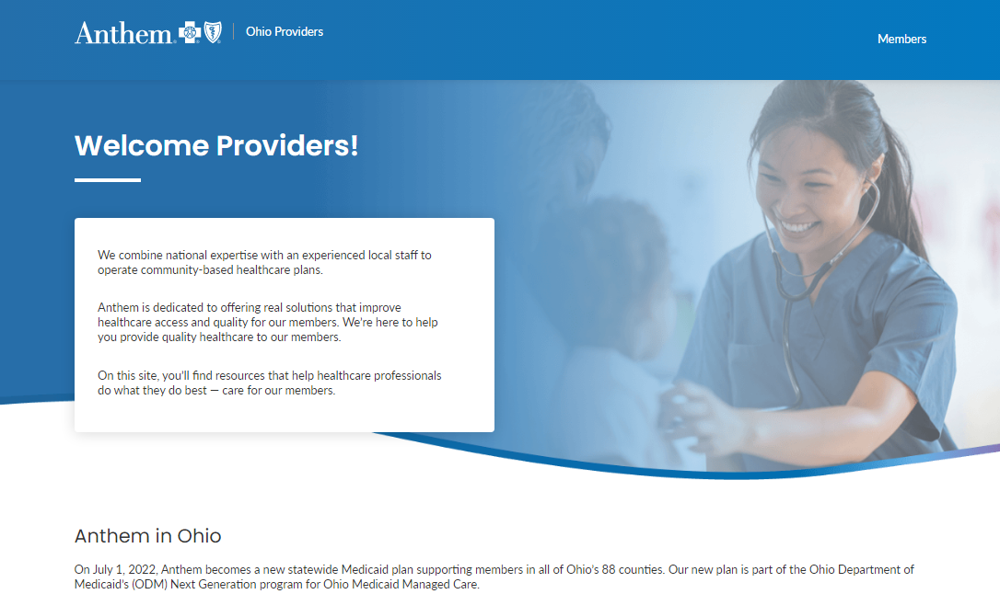 Anthem
Ohio Providers
Members
Welcome Providers!
We combine national expertise with an experienced local staff to
operate community-based healthcare plans.
Anthem is dedicated to offering real solutions that improve
healthcare access and quality for our members. We're here to help
you provide quality healthcare to our members.
On this site, you'll find resources that help healthcare professionals
do what they do best — care for our members.
Anthem in Ohio
On July 1, 2022, Anthem becomes a new statewide Medicaid plan supporting members in all of Ohio's 88 counties. Our new plan is part of the Ohio Department of
Medicaid's (ODM) Next Generation program for Ohio Medicaid Managed Care.